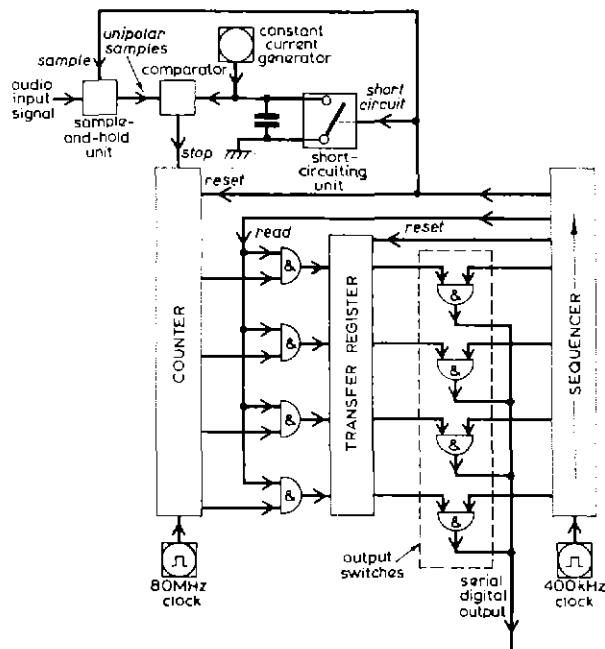 unipolar
samples
constant
current
generator
sample
comparator
audio
input
signal
short
circuit
sample-
and-hold
unit
stop
short-
circuiting
unit
reset
read
reset
&
&
&
&
&
&
&
&
COUNTER
TRANSFER REGISTER
SEQUENCER
output
switches
80MHz
clock
serial
digital
output
400kHz
clock